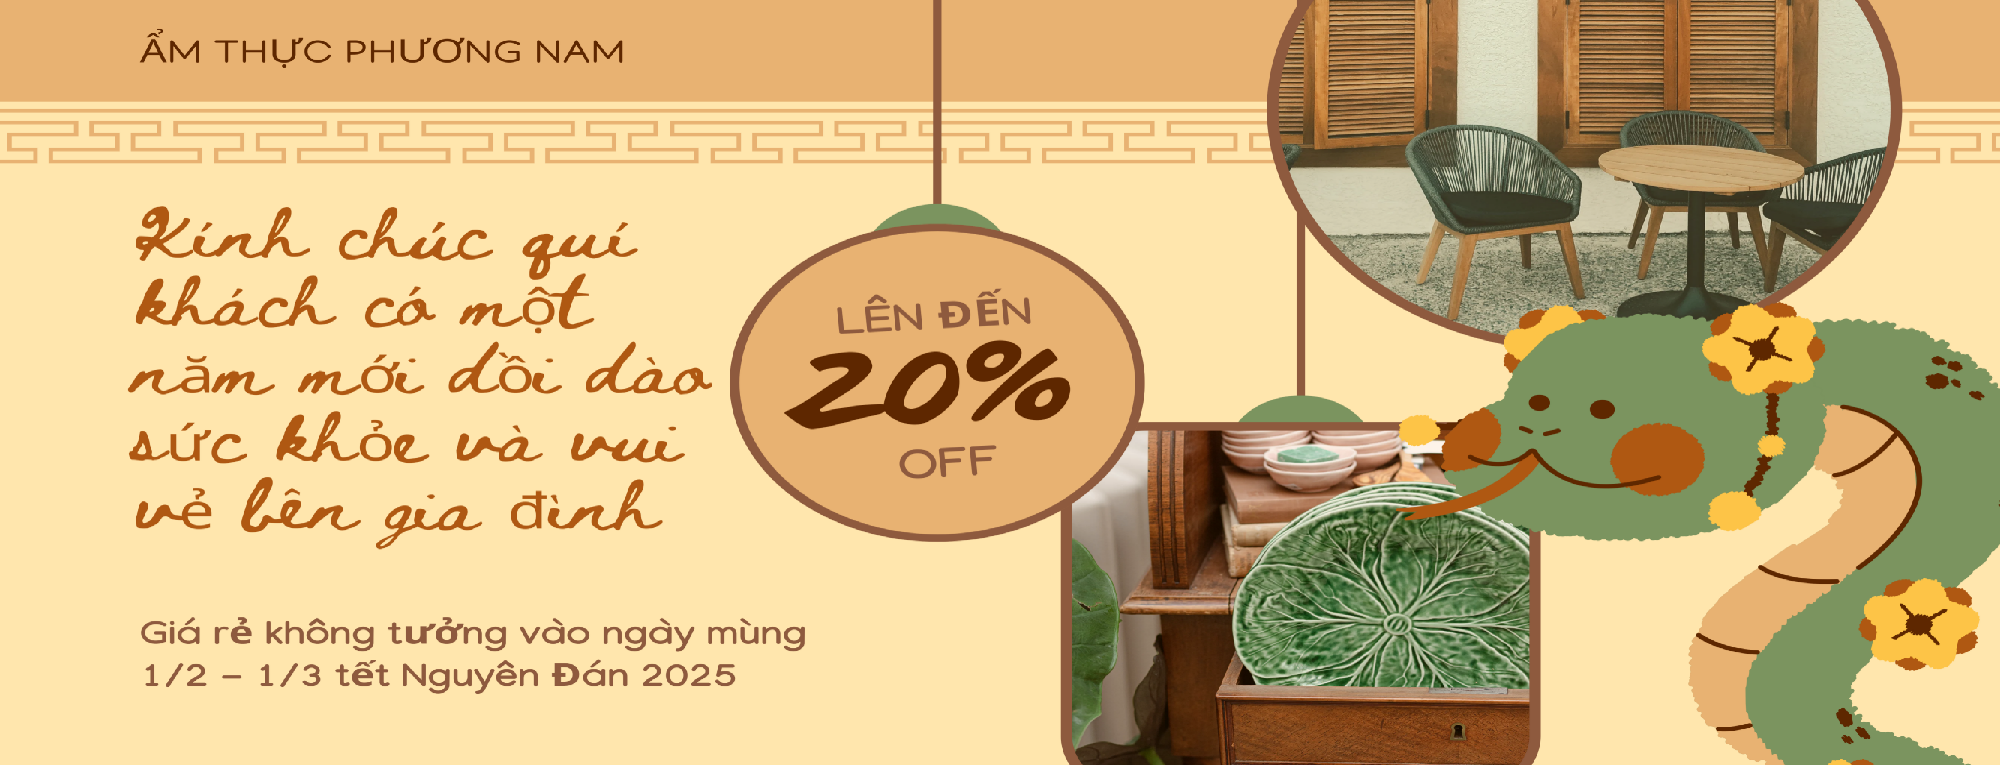 ẨM THỰC PHƯƠNG NAM
Kính chúc quí
khách có một
năm mới dồi dào
sức khỏe và vui
vẻ bên gia đình
LÊN ĐẾN
20%
OFF
Giá rẻ không tưởng vào ngày mùng
1/2 – 1/3 tết Nguyên Đán 2025